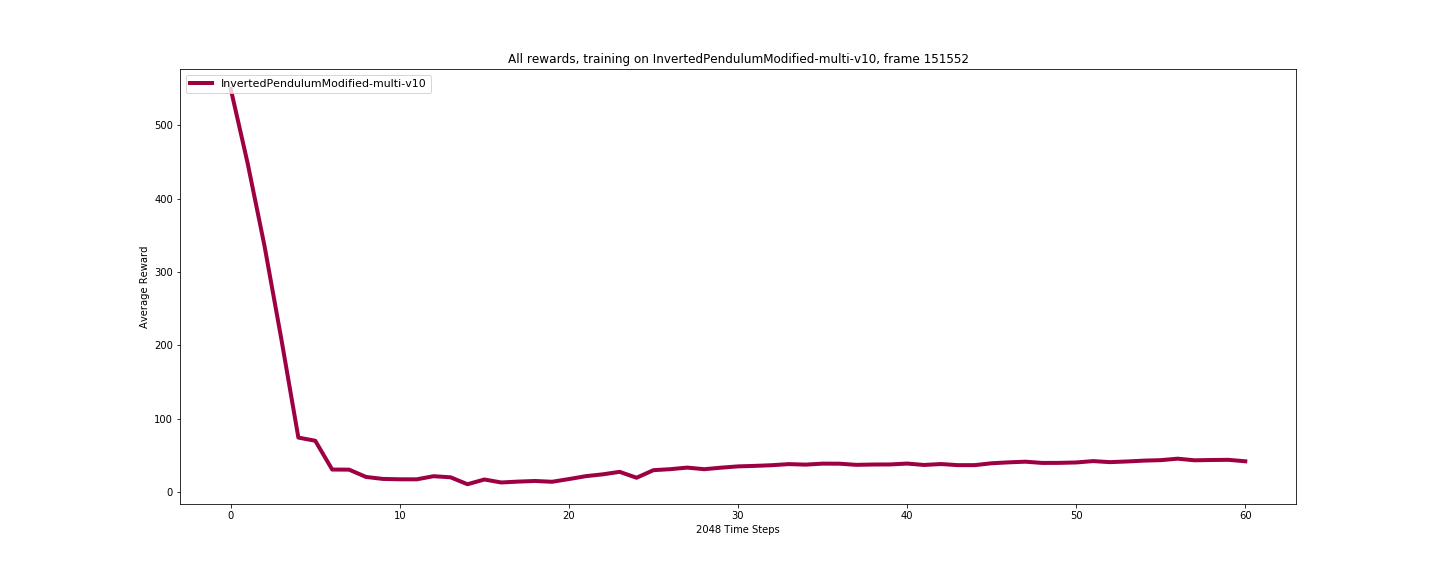 All rewards, training on InvertedPendulumModified-multi-v10, frame 151552
InvertedPendulumModified-multi-v10
500
400
300
200
100
0
Average Reward
0 10 20 30 40 50 60
2048 Time Steps